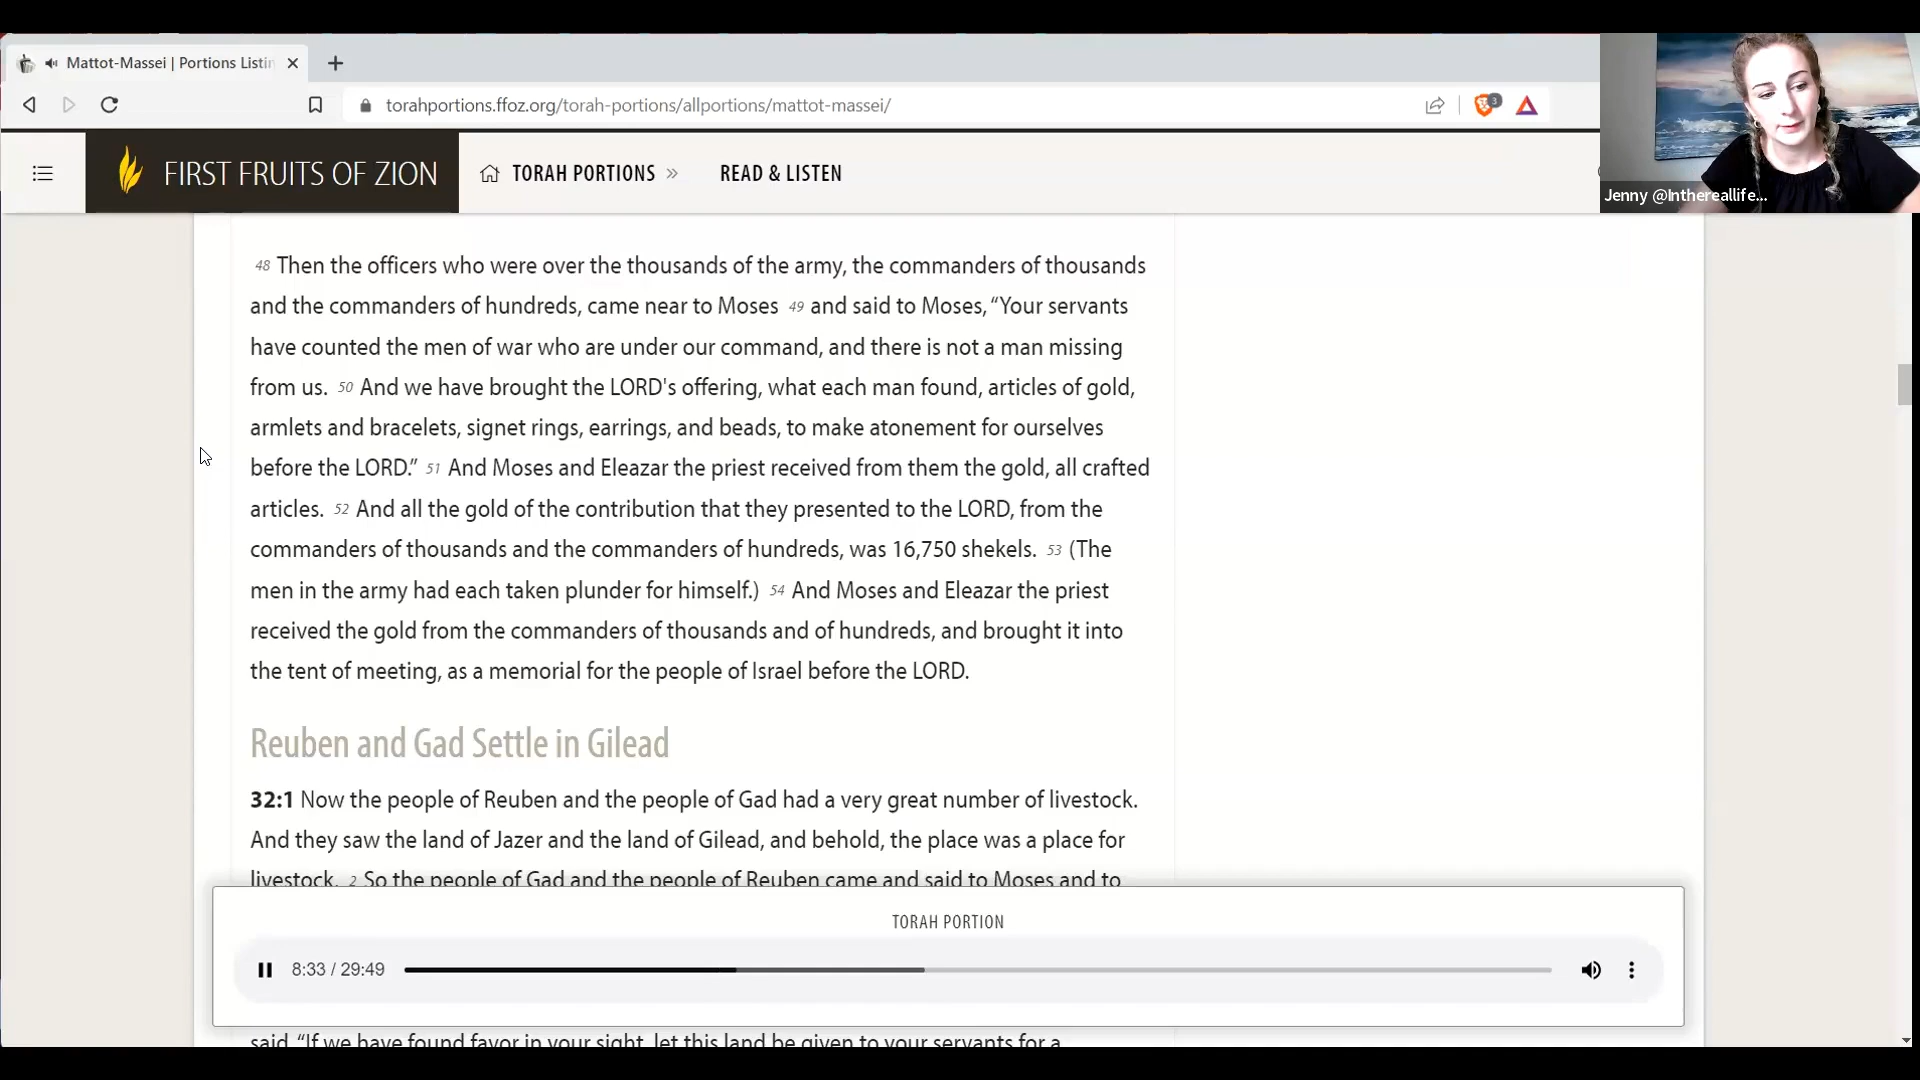 Mattot-Massei | Portions Listin
torahportions.ffoz.org/torah-portions/allportions/mattot-massei/
3
FIRST FRUITS OF ZION
TORAH PORTIONS »
READ & LISTEN
Jenny @Inthereallife...
48 Then the officers who were over the thousands of the army, the commanders of thousands
and the commanders of hundreds, came near to Moses 49 and said to Moses, “Your servants
have counted the men of war who are under our command, and there is not a man missing
from us. 50 And we have brought the LORD's offering, what each man found, articles of gold,
armlets and bracelets, signet rings, earrings, and beads, to make atonement for ourselves
before the LORD.” 51 And Moses and Eleazar the priest received from them the gold, all crafted
articles. 52 And all the gold of the contribution that they presented to the LORD, from the
commanders of thousands and the commanders of hundreds, was 16,750 shekels. 53 (The
men in the army had each taken plunder for himself.) 54 And Moses and Eleazar the priest
received the gold from the commanders of thousands and of hundreds, and brought it into
the tent of meeting, as a memorial for the people of Israel before the LORD.
Reuben and Gad Settle in Gilead
32:1 Now the people of Reuben and the people of Gad had a very great number of livestock.
And they saw the land of Jazer and the land of Gilead, and behold, the place was a place for
livestock. 2 So the people of Gad and the people of Reuben came and said to Moses and to
TORAH PORTION
8:33 / 29:49
said, “If we have found favor in your sight, let this land be given to your servants for a